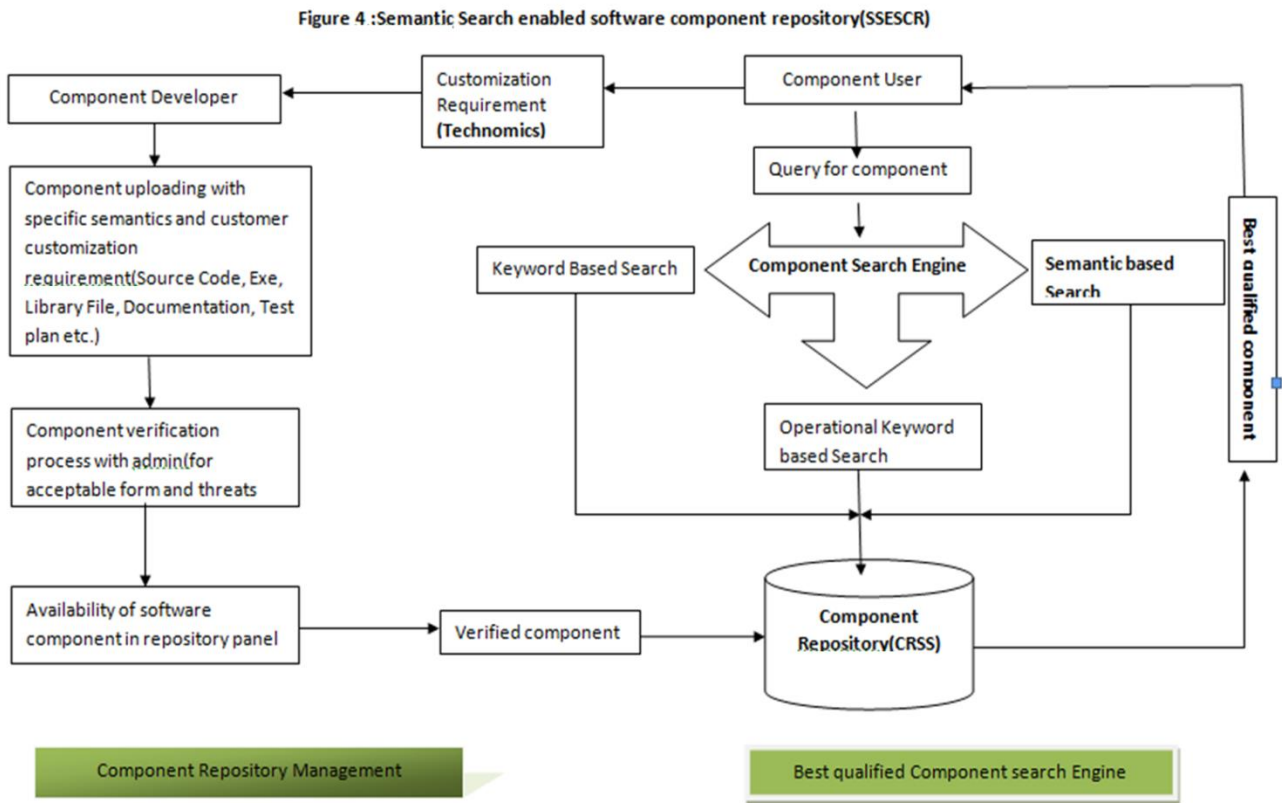 Figure 4 :Semantic Search enabled software component repository(SSESCR)
Component Developer
Customization
Requirement
(Technomics)
Component User
Query for component
Component uploading with
specific semantics and customer
customization
requirement(Source Code, Exe,
Library File, Documentation, Test
plan etc.)
Keyword Based Search
Component Search Engine
Semantic based
Search
Best qualified component
Operational Keyword
based Search
Component verification
process with admin(for
acceptable form and threats
Availability of software
component in repository panel
Verified component
Component
Repository(CRSS)
Component Repository Management
Best qualified Component search Engine